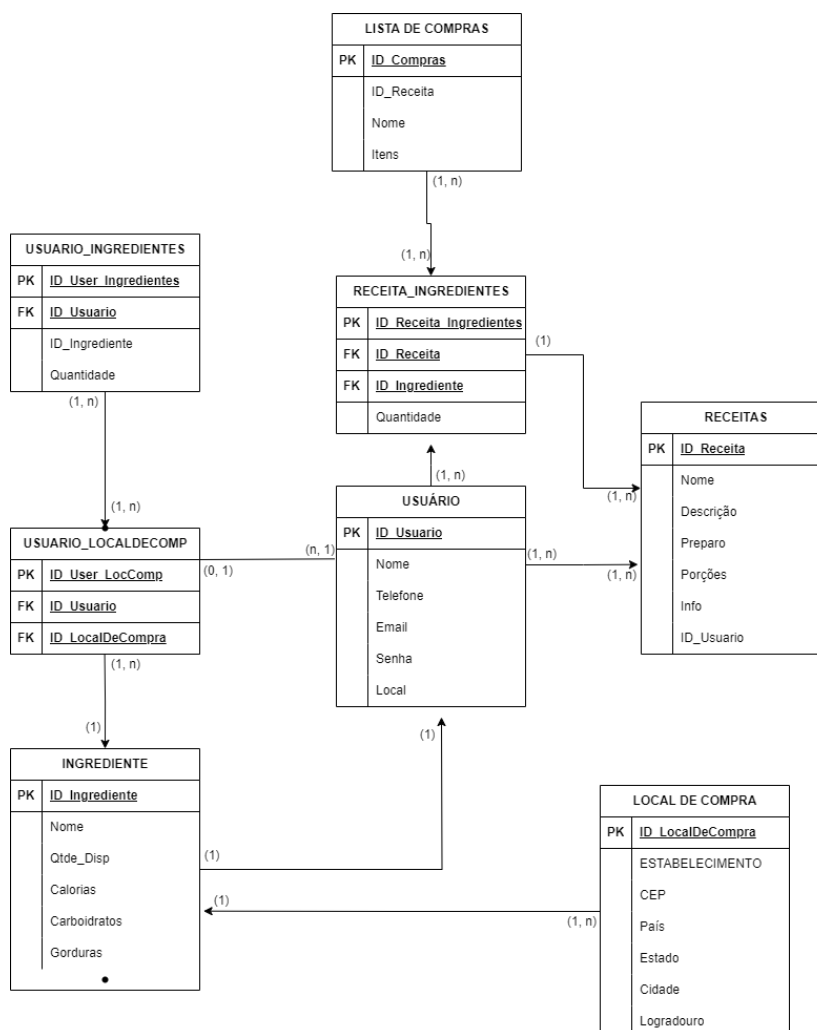 LISTA DE COMPRAS
PK ID_Compras
ID_Receita
Nome
Itens
(1, n)
(1, n)
USUARIO_INGREDIENTES
PK ID_User_Ingredientes
FK ID_Usuario
ID_Ingrediente
Quantidade
(1, n)
(1, n)
RECEITA_INGREDIENTES
PK ID_Receita_Ingredientes
FK ID_Receita
FK ID_Ingrediente
Quantidade
(1)
(1, n)
(1, n)
RECEITAS
PK ID_Receita
Nome
Descrição
Preparo
Porções
Info
ID_Usuario
USUARIO_LOCALDECOMP
PK ID_User_LocComp
FK ID_Usuario
FK ID_LocalDeCompra
(0, 1)
(n, 1)
(1, n)
(1)
USUÁRIO
PK ID_Usuario
Nome
Telefone
Email
Senha
Local
(1, n)
(1, n)
(1)
INGREDIENTE
PK ID_Ingrediente
Nome
Qtde_Disp
Calorias
Carboidratos
Gorduras
(1)
(1)
(1, n)
LOCAL DE COMPRA
PK ID_LocalDeCompra
ESTABELECIMENTO
CEP
País
Estado
Cidade
Logradouro